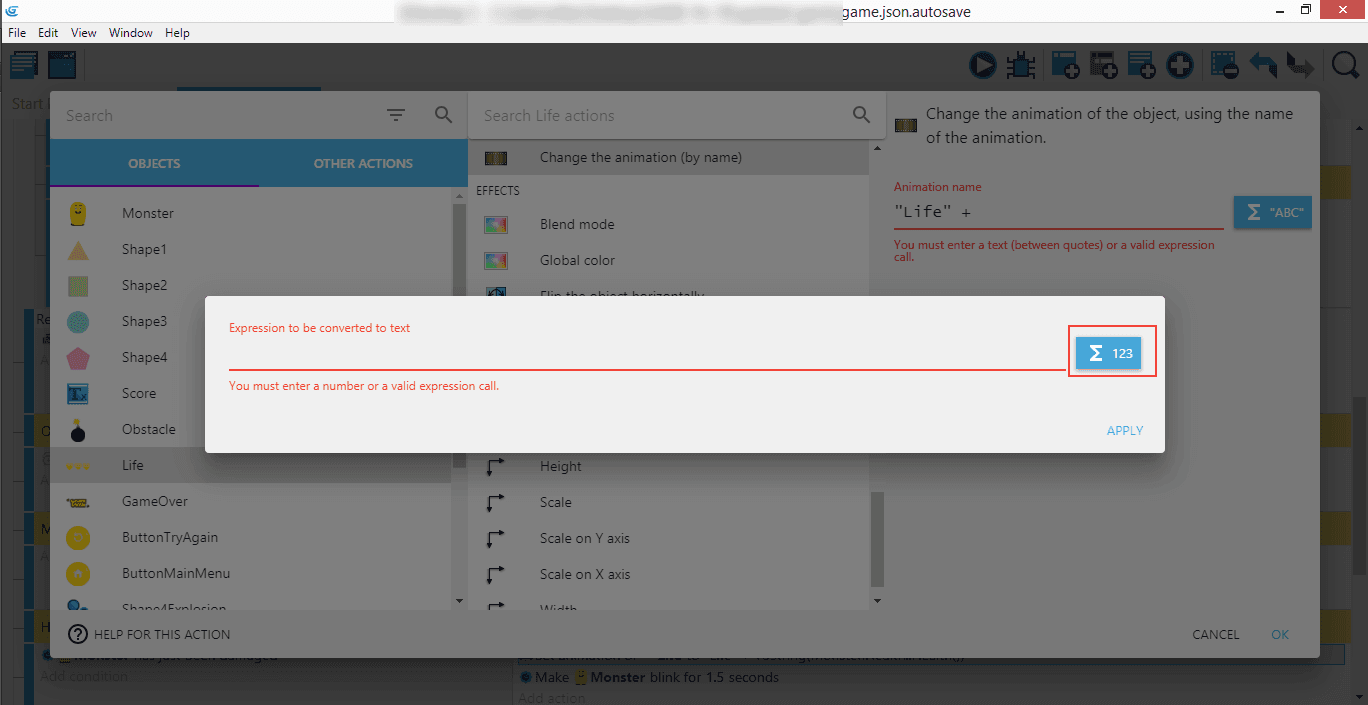 game.json.autosave
File Edit View Window Help
Start
Search
Search Life actions
Change the animation of the object, using the name
of the animation.
OBJECTS OTHER ACTIONS
Change the animation (by name)
EFFECTS
Animation name
"Life" +
Σ "ABC"
You must enter a text (between quotes) or a valid expression
call.
Monster
Shape1
Shape2
Shape3
Shape4
Score
Obstacle
Life
GameOver
ButtonTryAgain
ButtonMainMenu
Shape4Explosion
Blend mode
Global color
Flip the object horizontally
Expression to be converted to text
Σ 123
You must enter a number or a valid expression call.
APPLY
Height
Scale
Scale on Y axis
Scale on X axis
Width
HELP FOR THIS ACTION
CANCEL OK
Monster has just been damaged
Add condition
Make Monster blink for 1.5 seconds
Add action